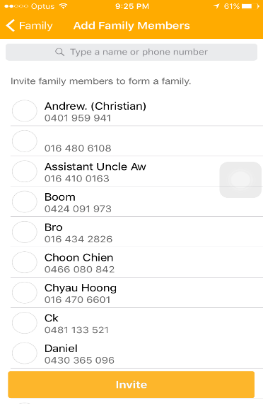 Optus 9:25 PM 61%
Family Add Family Members
Type a name or phone number
Invite family members to form a family.
Andrew. (Christian)
0401 959 941
016 480 6108
Assistant Uncle Aw
016 410 0163
Boom
0424 091 973
Bro
016 434 2826
Choon Chien
0466 080 842
Chyau Hoong
016 470 6601
Ck
0481 133 521
Daniel
0430 365 096
Invite